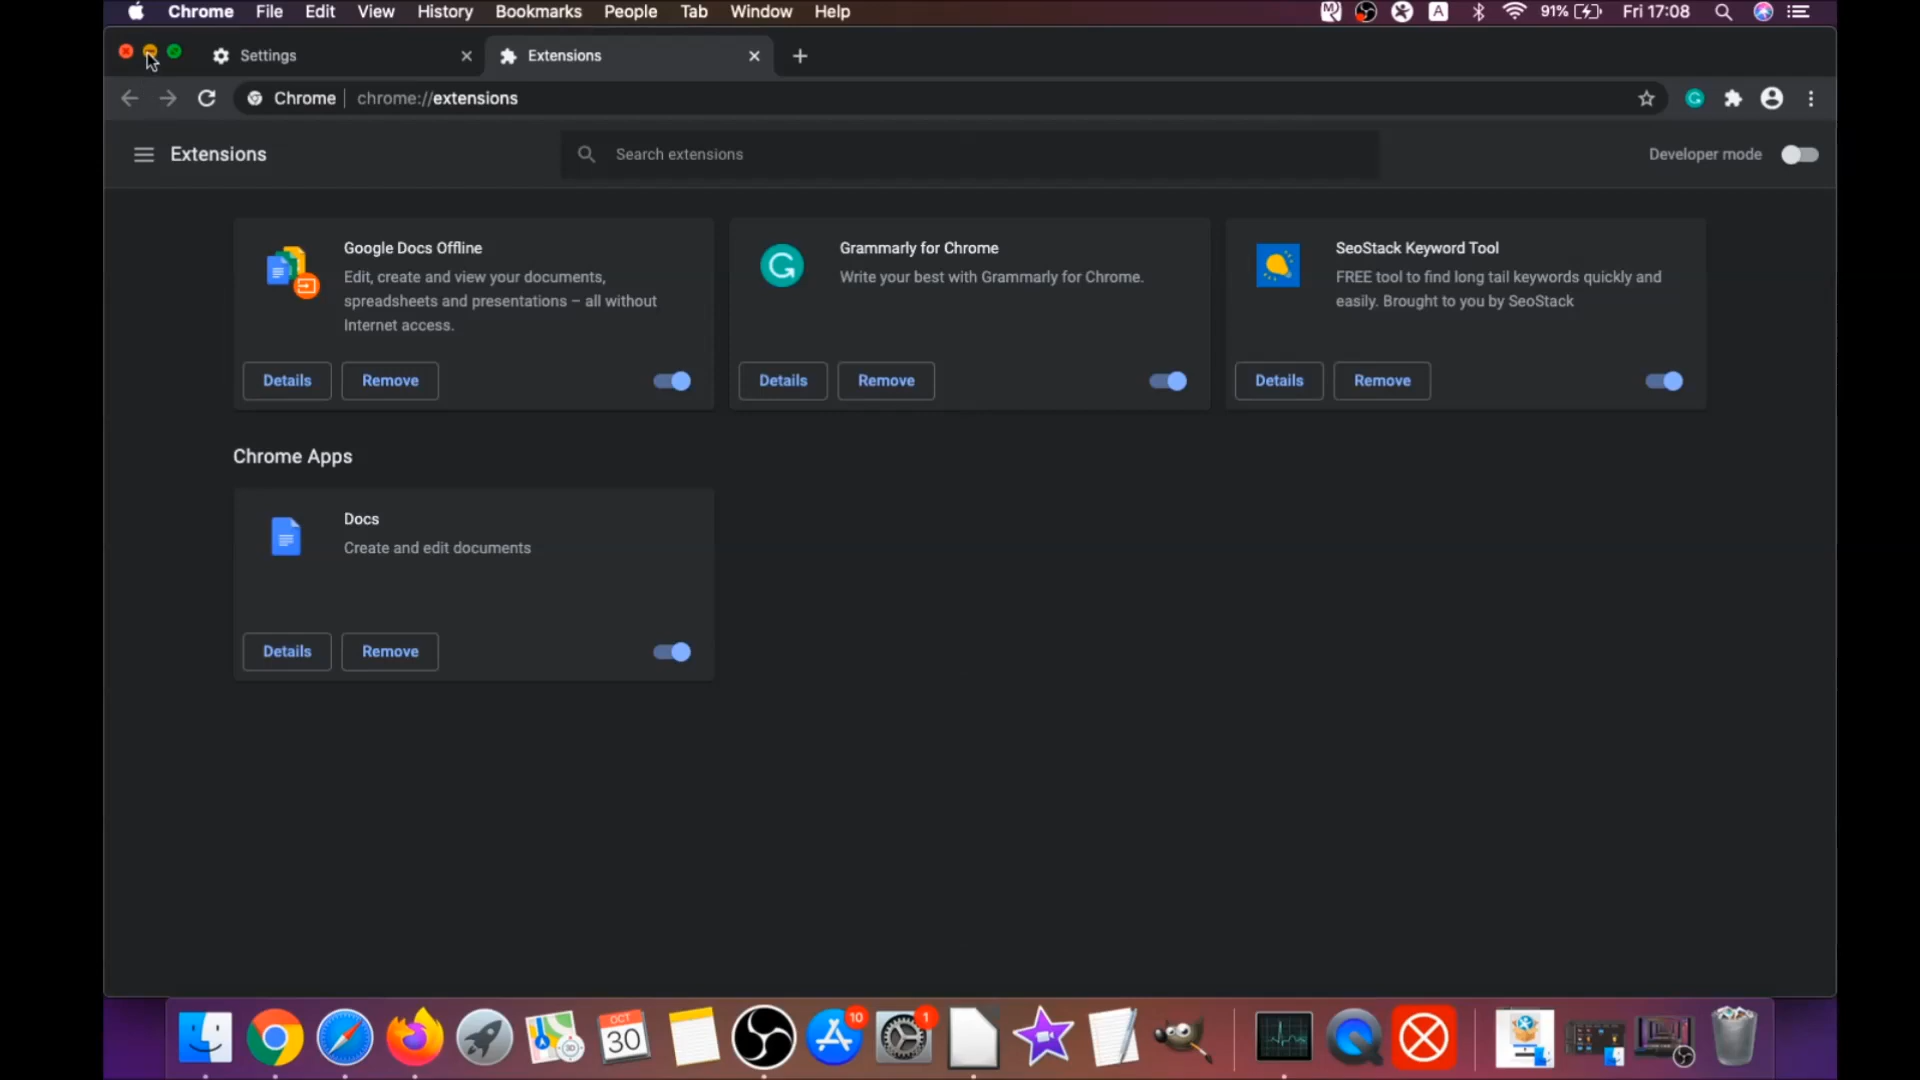 Chrome File Edit View History Bookmarks People Tab Window Help A 91% Fri 17:08
Settings Extensions
Chrome chrome://extensions
Extensions Search extensions Developer mode
Google Docs Offline
Edit, create and view your documents,
spreadsheets and presentations – all without
Internet access.
Details Remove
Grammarly for Chrome
Write your best with Grammarly for Chrome.
Details Remove
SeoStack Keyword Tool
FREE tool to find long tail keywords quickly and
easily. Brought to you by SeoStack
Details Remove
Chrome Apps
Docs
Create and edit documents
Details Remove
OCT
30
10
1